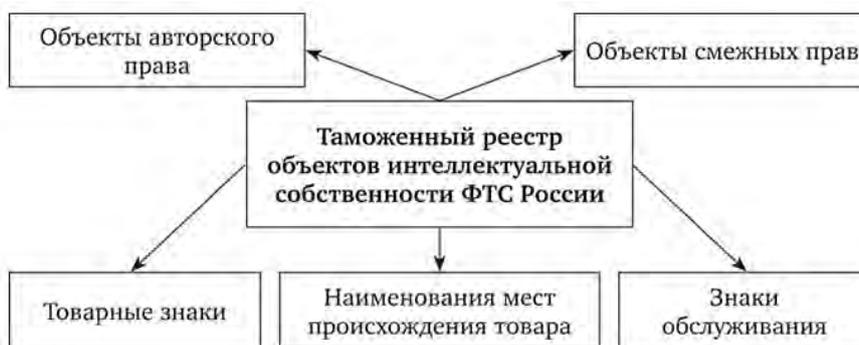 Объекты авторского
права
Объекты смежных прав
Таможенный реестр
объектов интеллектуальной
собственности ФТС России
Товарные знаки
Наименования мест
происхождения товара
Знаки
обслуживания